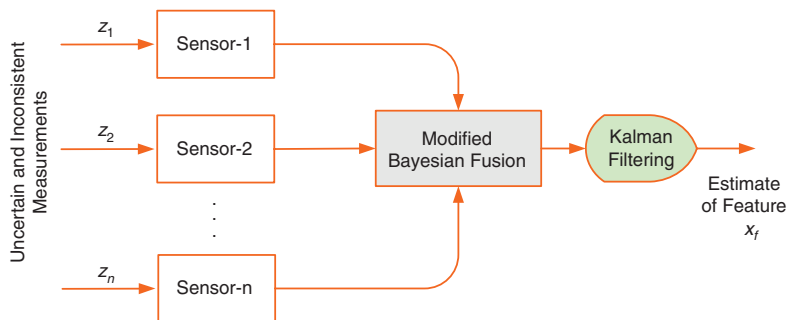 Uncertain and Inconsistent
Measurements
z1
Sensor-1
z2
Sensor-2
.
.
.
zn
Sensor-n
Modified
Bayesian Fusion
Kalman
Filtering
Estimate
of Feature
xf